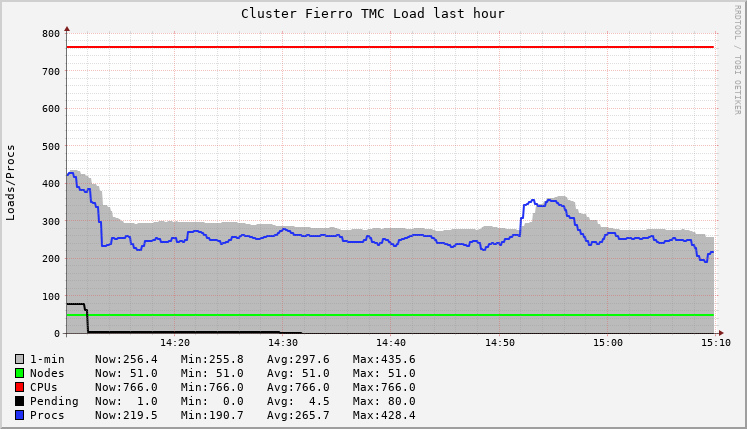 Cluster Fierro TMC Load last hour
RRDTOOL / TOBI OETIKER
Loads/Procs
800
700
600
500
400
300
200
100
0
14:20 14:30 14:40 14:50 15:00 15:10
1-min Now:256.4 Min:255.8 Avg:297.6 Max:435.6
Nodes Now: 51.0 Min: 51.0 Avg: 51.0 Max: 51.0
CPUs Now:766.0 Min:766.0 Avg:766.0 Max:766.0
Pending Now: 1.0 Min: 0.0 Avg: 4.5 Max: 80.0
Procs Now:219.5 Min:190.7 Avg:265.7 Max:428.4